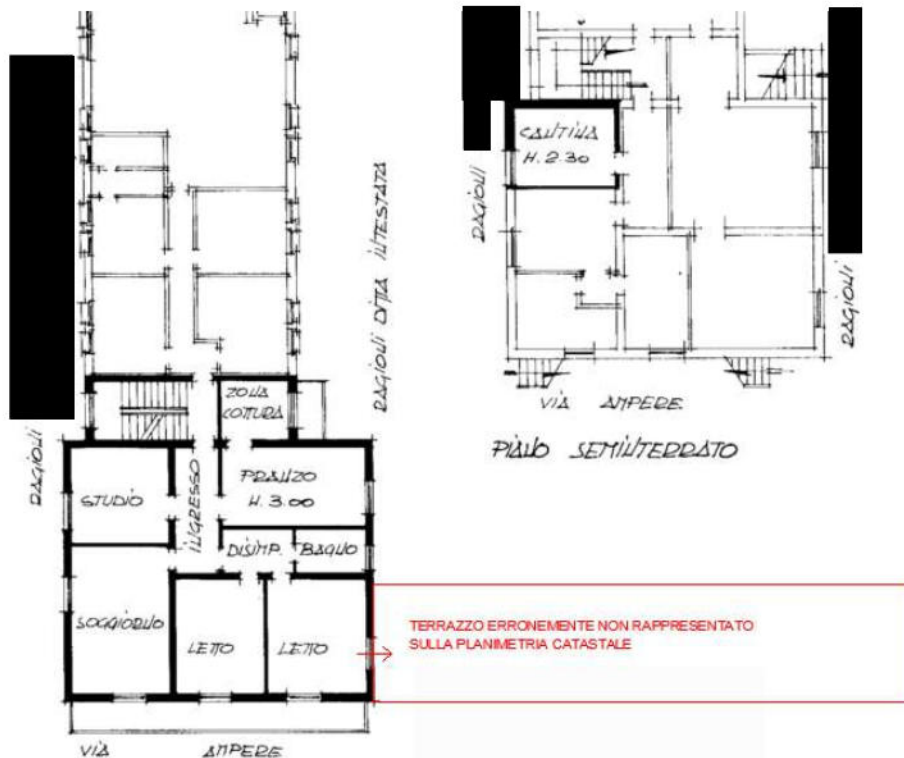 ZONA
COTTURA
PRANZO
H. 3.00
STUDIO
INGRESSO
DISIMP.
BAGNO
SOGGIORNO
LETTO
LETTO
VIA AMPERE
RAGIOLI
RAGIOLI DITTA INTESTATA
TERRAZZO ERRONEMENTE NON RAPPRESENTATO
SULLA PLANIMETRIA CATASTALE
CANTINA
H. 2.30
RAGIOLI
RAGIOLI
VIA AMPERE
PIANO SEMINTERRATO